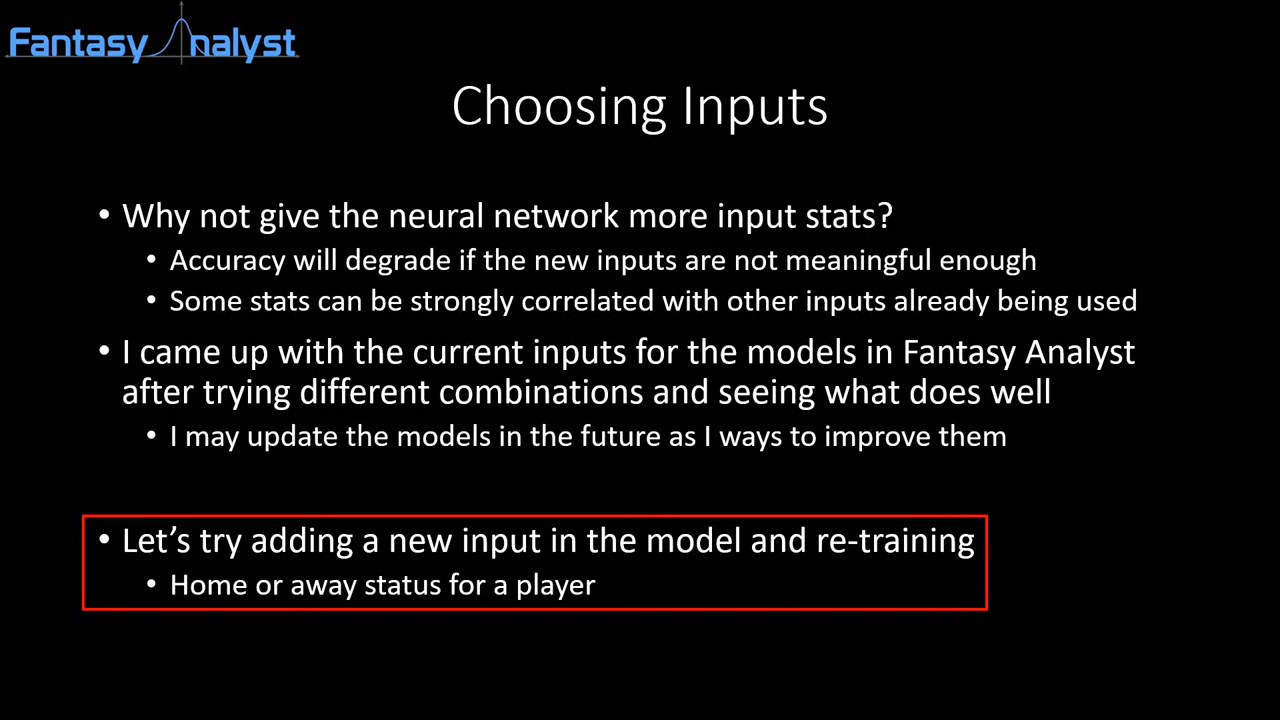 Fantasy Analyst
Choosing Inputs
• Why not give the neural network more input stats?
• Accuracy will degrade if the new inputs are not meaningful enough
• Some stats can be strongly correlated with other inputs already being used
• I came up with the current inputs for the models in Fantasy Analyst
after trying different combinations and seeing what does well
• I may update the models in the future as I ways to improve them
• Let’s try adding a new input in the model and re-training
• Home or away status for a player